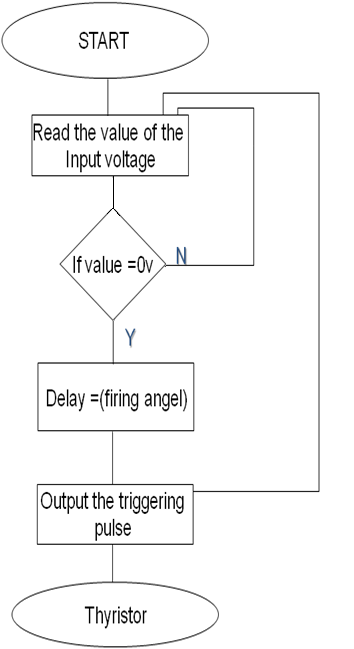 START
Read the value of the
Input voltage
If value =0v
N
Y
Delay =(firing angel)
Output the triggering
pulse
Thyristor